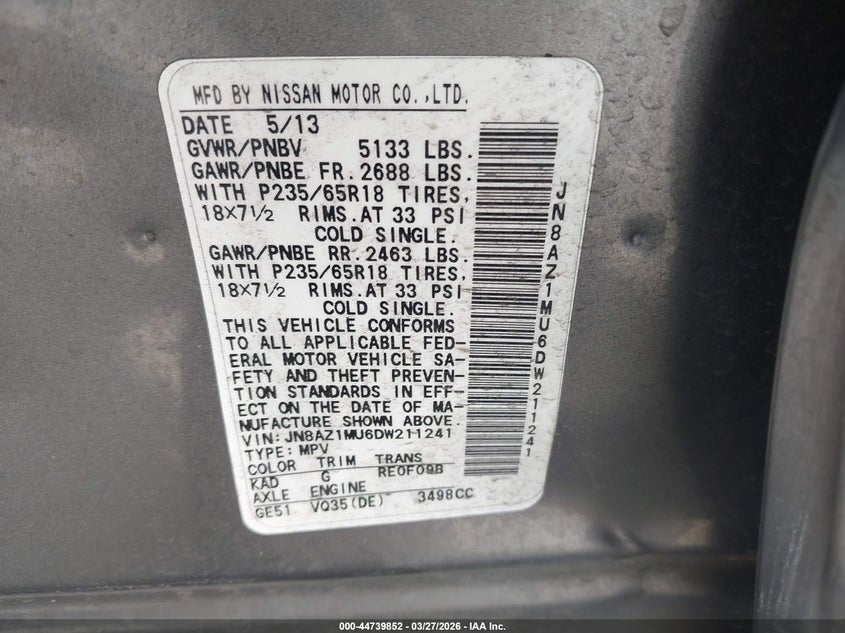 MFD BY NISSAN MOTOR CO.,LTD.
DATE 5/13
GVWR/PNBV 5133 LBS.
GAWR/PNBE FR. 2688 LBS.
WITH P235/65R18 TIRES,
18X7½ RIMS.AT 33 PSI
COLD SINGLE.
GAWR/PNBE RR. 2463 LBS.
WITH P235/65R18 TIRES,
18X7½ RIMS.AT 33 PSI
COLD SINGLE.
THIS VEHICLE CONFORMS
TO ALL APPLICABLE FED-
ERAL MOTOR VEHICLE SA-
FETY AND THEFT PREVEN-
TION STANDARDS IN EFF-
ECT ON THE DATE OF MA-
NUFACTURE SHOWN ABOVE.
VIN:JN8AZ1MU6DW211241
TYPE:MPV
COLOR TRIM TRANS
KAD G RE0F09B
AXLE ENGINE
GE51 VQ35(DE) 3498CC
JN8AZ1MU6DW211241
000-44739852 | 03/27/2026 - IAA Inc.